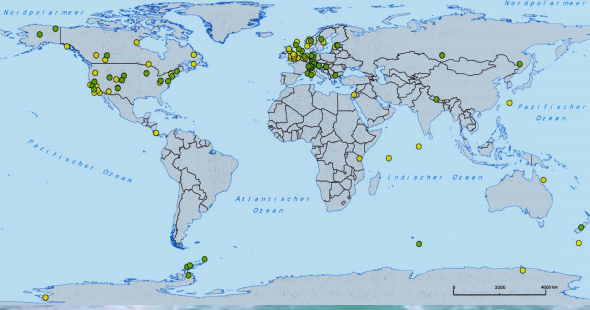 Nordpolarmeer
Nordpolarmeer
Pazifischer
Ozean
Pazifischer Ozean
Atlantischer
Ozean
Indischer Ozean
0 2000 4000 km